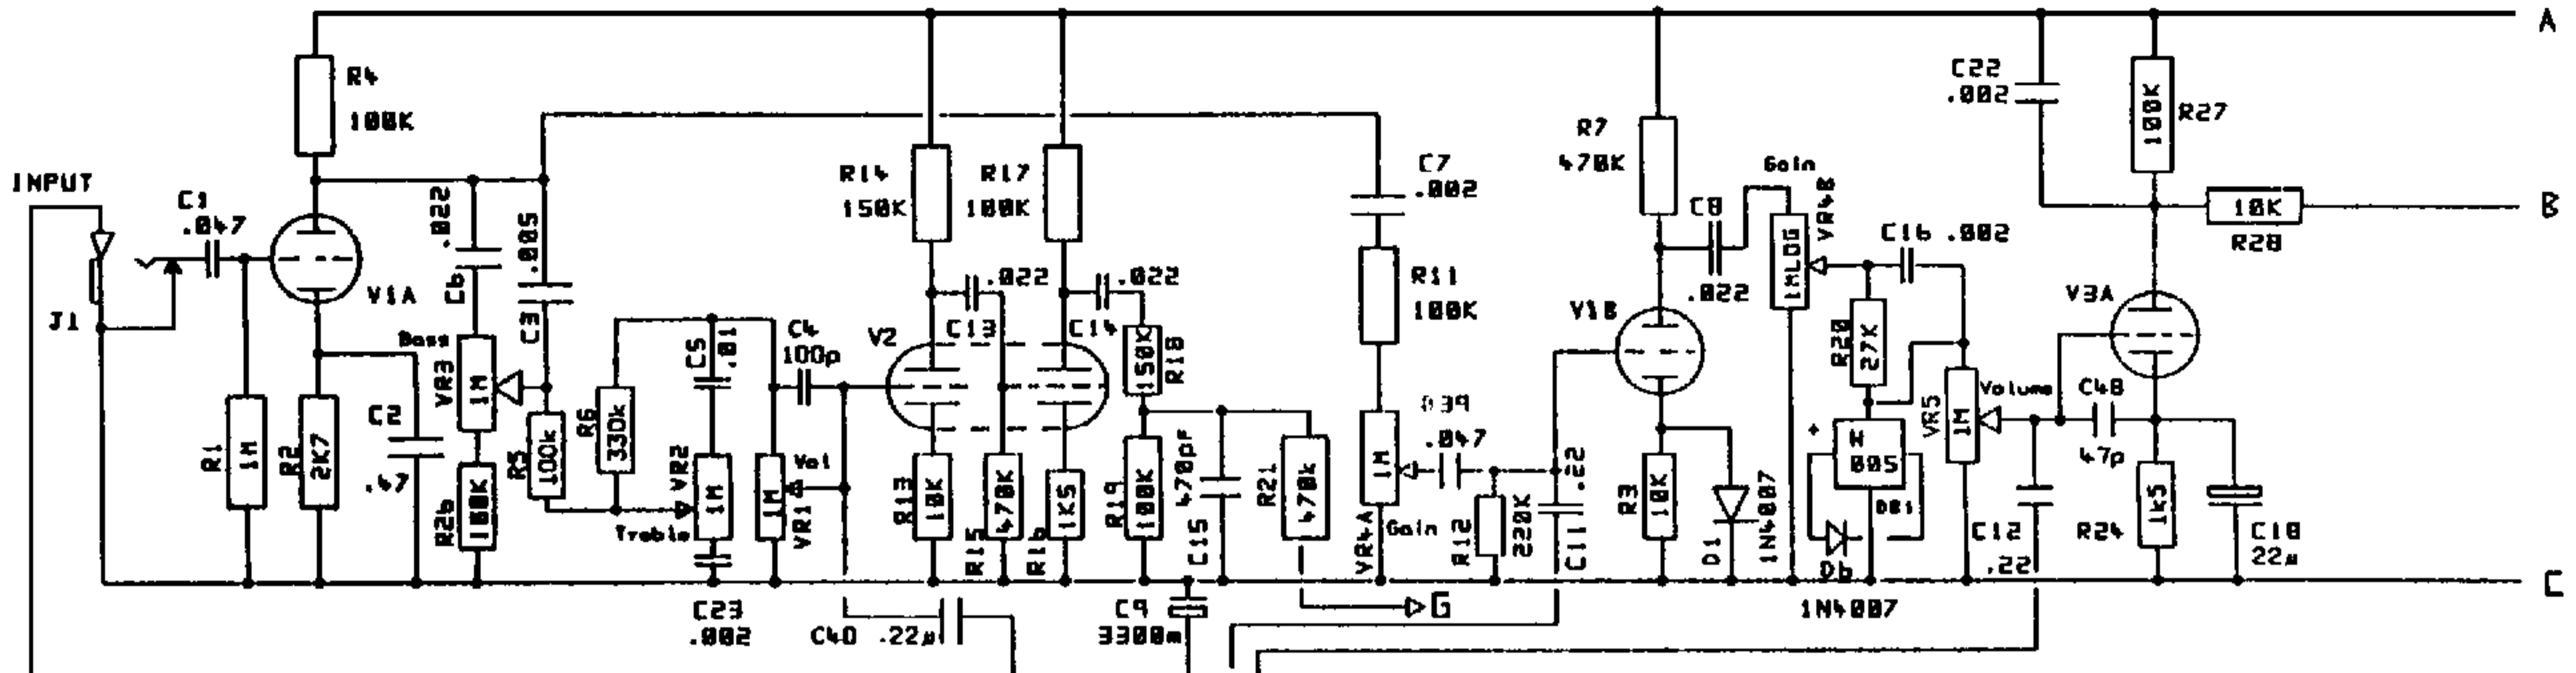 A
R4
100K
C22
.002
100K
R27
INPUT
C1
.047
.022
.005
R14
150K
R17
100K
C7
.002
R7
470K
Gain
C8
VR4B
1MLOG
C16 .002
10K
B
R28
J1
V1A
C6
C3
.022
.022
R11
100K
V1B
.022
V3A
Bass
VR3
1M
C5
.01
C4
100p
V2
C13
C14
150K
R18
R20
27K
R1
1M
R2
2K7
C2
.47
R5
100k
R6
330k
VR2
1M
Treble
Vol
1M
VR1
R13
10K
R15
470K
R16
1K5
R19
100K
470pF
C15
R21
470k
.047
1M
VR4A
Gain
R12
220K
.22
C11
R3
10K
D1
1N4007
+
005
D6
VR5
1M
Volume
C48
47p
C12
.22
R24
1k5
C18
22µ
R26
100K
C23
.002
C40 .22µ
C9
3300m
G
1N4007
C